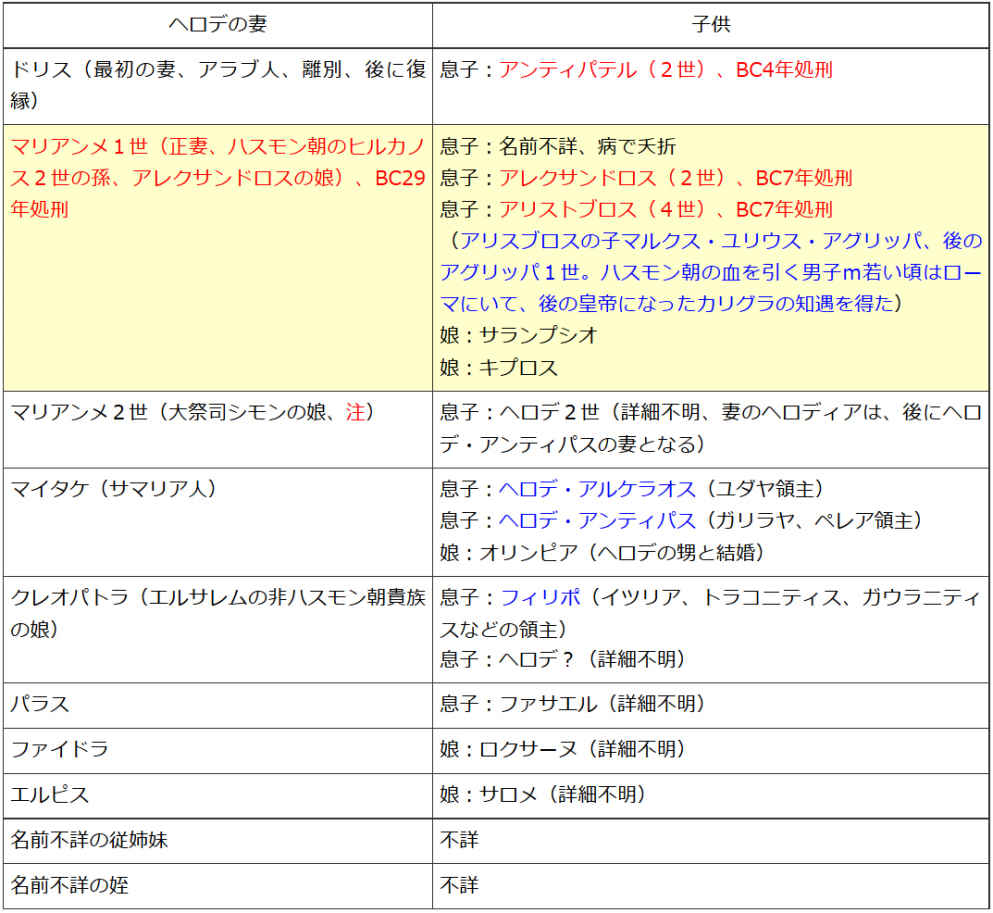 ヘロデの妻
子供
ドリス（最初の妻、アラブ人、離別、後に復
縁）
息子：アンティパテル（２世）、BC4年処刑
マリアンメ１世（正妻、ハスモン朝のヒルカノ
ス２世の孫、アレクサンドロスの娘）、BC29
年処刑
息子：名前不詳、病で夭折
息子：アレクサンドロス（２世）、BC7年処刑
息子：アリストブロス（４世）、BC7年処刑
（アリスブロスの子マルクス・ユリウス・アグリッパ、後の
アグリッパ１世。ハスモン朝の血を引く男子m若い頃はロー
マにいて、後の皇帝になったカリグラの知遇を得た）
娘：サランプシオ
娘：キプロス
マリアンメ２世（大祭司シモンの娘、注）
息子：ヘロデ２世（詳細不明、妻のヘロディアは、後にヘロ
デ・アンティパスの妻となる）
マイタケ（サマリア人）
息子：ヘロデ・アルケラオス（ユダヤ領主）
息子：ヘロデ・アンティパス（ガリラヤ、ペレア領主）
娘：オリンピア（ヘロデの甥と結婚）
クレオパトラ（エルサレムの非ハスモン朝貴族
の娘）
息子：フィリポ（イツリア、トラコニティス、ガウラニティ
スなどの領主）
息子：ヘロデ？（詳細不明）
パラス
息子：ファサエル（詳細不明）
ファイドラ
娘：ロクサーヌ（詳細不明）
エルピス
娘：サロメ（詳細不明）
名前不詳の従姉妹
不詳
名前不詳の姪
不詳